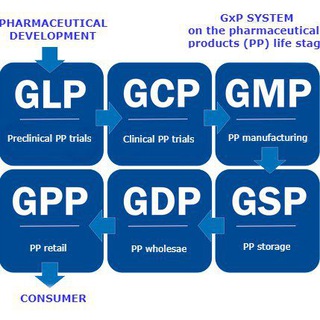 PHARMACEUTICAL
DEVELOPMENT
GxP SYSTEM
on the pharmaceutical
products (PP) life stag
GLP
Preclinical PP trials
GCP
Clinical PP trials
GMP
PP manufacturing
GPP
PP retail
GDP
PP wholesae
GSP
PP storage
CONSUMER